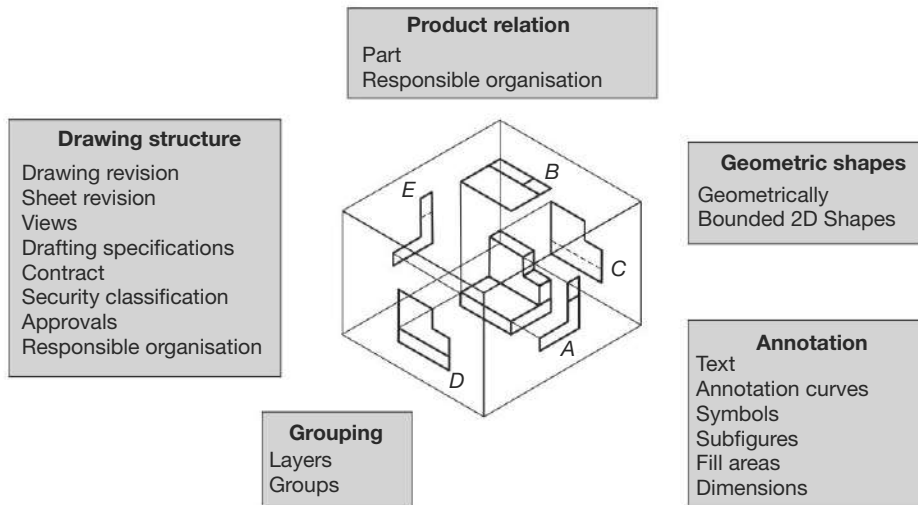 Product relation
Part
Responsible organisation
Drawing structure
Drawing revision
Sheet revision
Views
Drafting specifications
Contract
Security classification
Approvals
Responsible organisation
E
B
C
D
A
Geometric shapes
Geometrically
Bounded 2D Shapes
Annotation
Text
Annotation curves
Symbols
Subfigures
Fill areas
Dimensions
Grouping
Layers
Groups